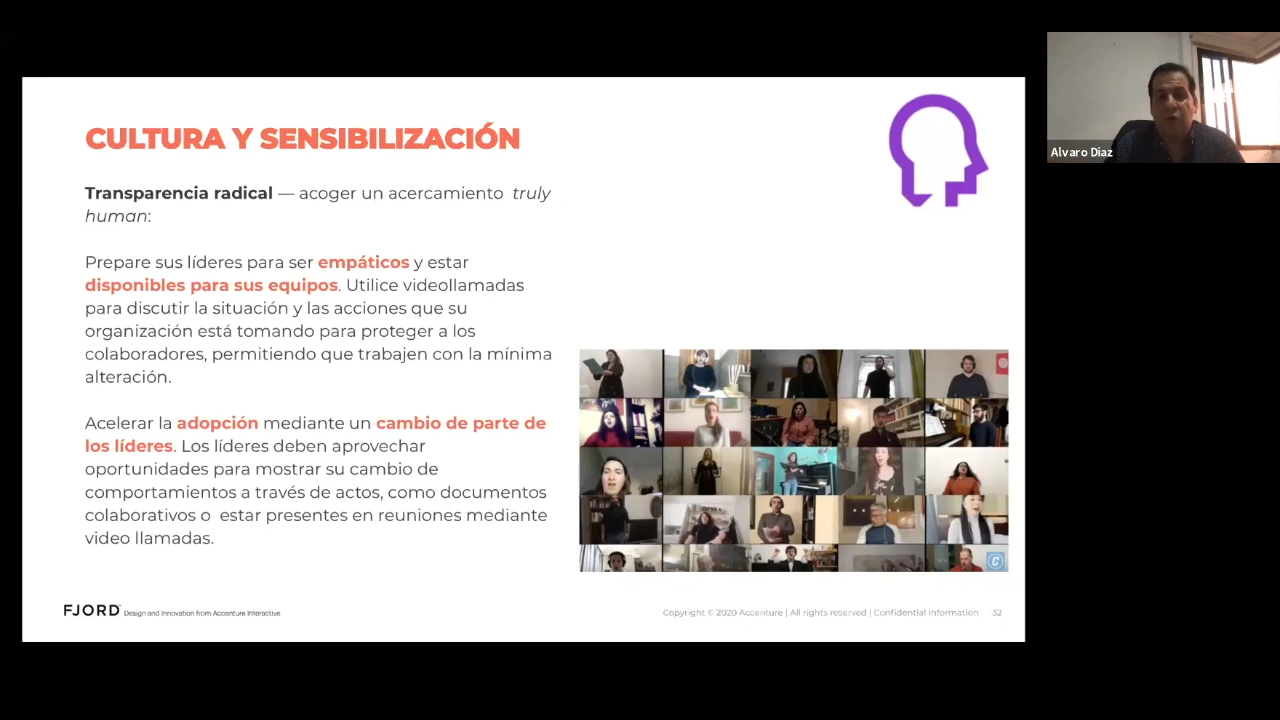 CULTURA Y SENSIBILIZACIÓN
Transparencia radical — acoger un acercamiento truly
human:
Prepare sus líderes para ser empáticos y estar
disponibles para sus equipos. Utilice videollamadas
para discutir la situación y las acciones que su
organización está tomando para proteger a los
colaboradores, permitiendo que trabajen con la mínima
alteración.
Acelerar la adopción mediante un cambio de parte de
los líderes. Los líderes deben aprovechar
oportunidades para mostrar su cambio de
comportamientos a través de actos, como documentos
colaborativos o estar presentes en reuniones mediante
video llamadas.
C
FJORD Design and Innovation from Accenture Interactive
Copyright © 2020 Accenture | All rights reserved | Confidential Information 32
Alvaro Diaz